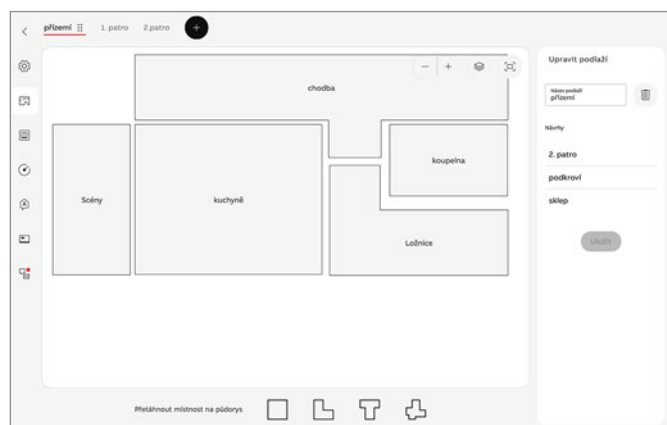 přízemí
1. patro
2.patro
Upravit podlaží
chodba
Název podlaží
přízemí
Návrhy
koupelna
2. patro
podkroví
Scény
kuchyně
sklep
Ložnice
Uložit
Přetáhnout místnost na půdorys